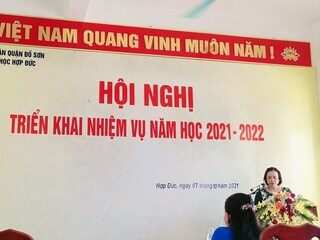 VIỆT NAM QUANG VINH MUÔN NĂM !
ÂN QUẬN ĐỒ SƠN
HỌC HỢP ĐỨC
HỘI NGHỊ
TRIỂN KHAI NHIỆM VỤ NĂM HỌC 2021-2022
Hợp Đức, ngày 07 tháng 10 năm 2021